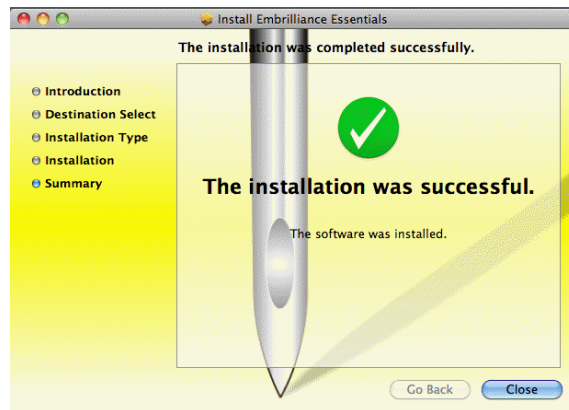 Install Embrilliance Essentials
The installation was completed successfully.
Introduction
Destination Select
Installation Type
Installation
Summary
The installation was successful.
The software was installed.
Go Back
Close